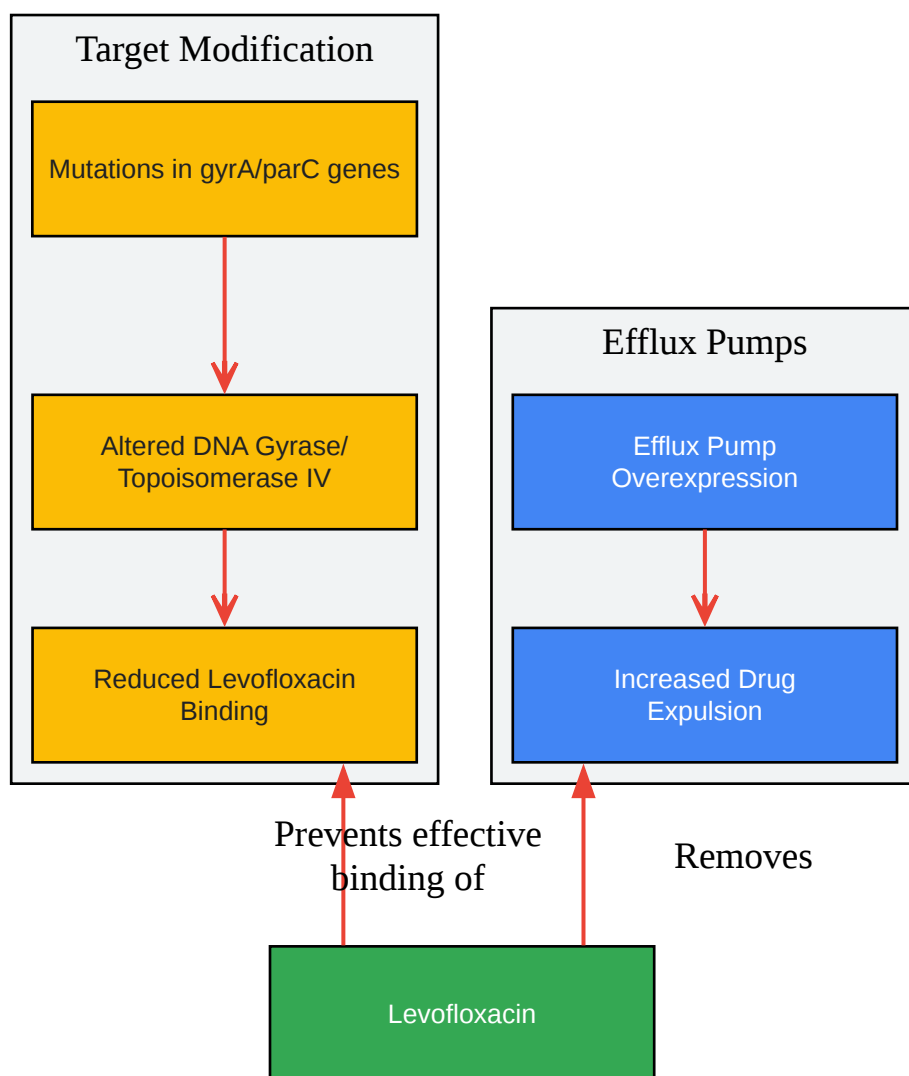 Target Modification
Mutations in gyrA/parC genes
Altered DNA Gyrase/
Topoisomerase IV
Reduced Levofloxacin
Binding
Efflux Pumps
Efflux Pump
Overexpression
Increased Drug
Expulsion
Prevents effective
binding of
Removes
Levofloxacin